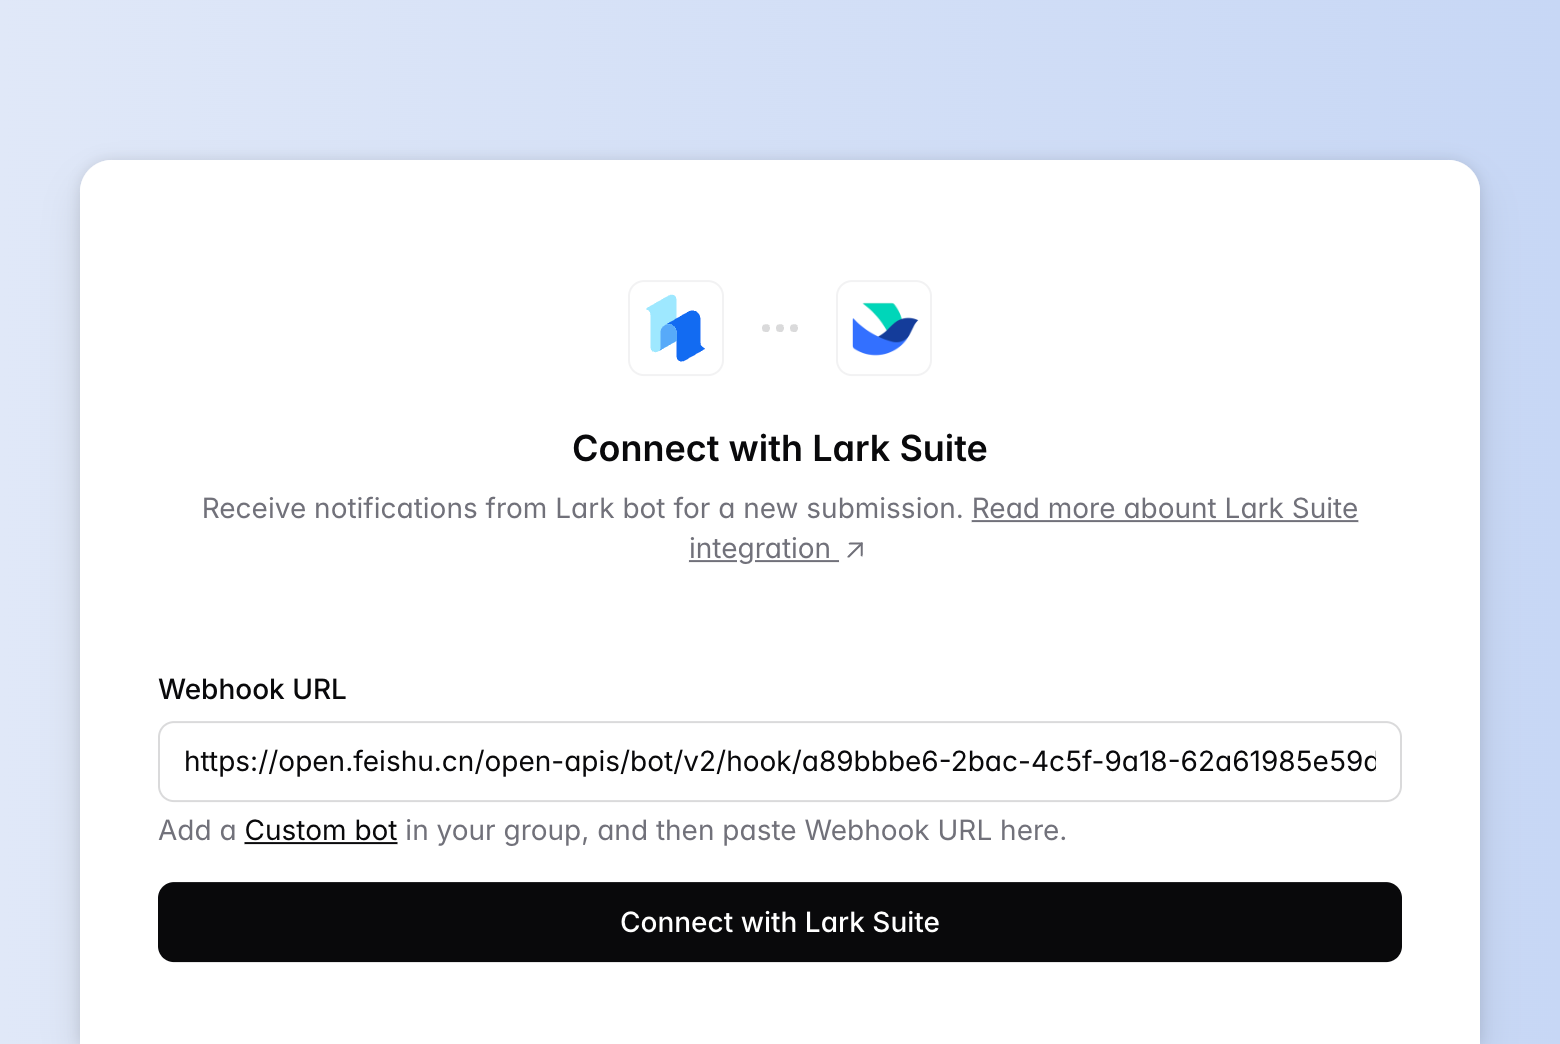 Connect with Lark Suite
Receive notifications from Lark bot for a new submission. Read more abount Lark Suite
integration ↗
Webhook URL
https://open.feishu.cn/open-apis/bot/v2/hook/a89bbbe6-2bac-4c5f-9a18-62a61985e59d
Add a Custom bot in your group, and then paste Webhook URL here.
Connect with Lark Suite